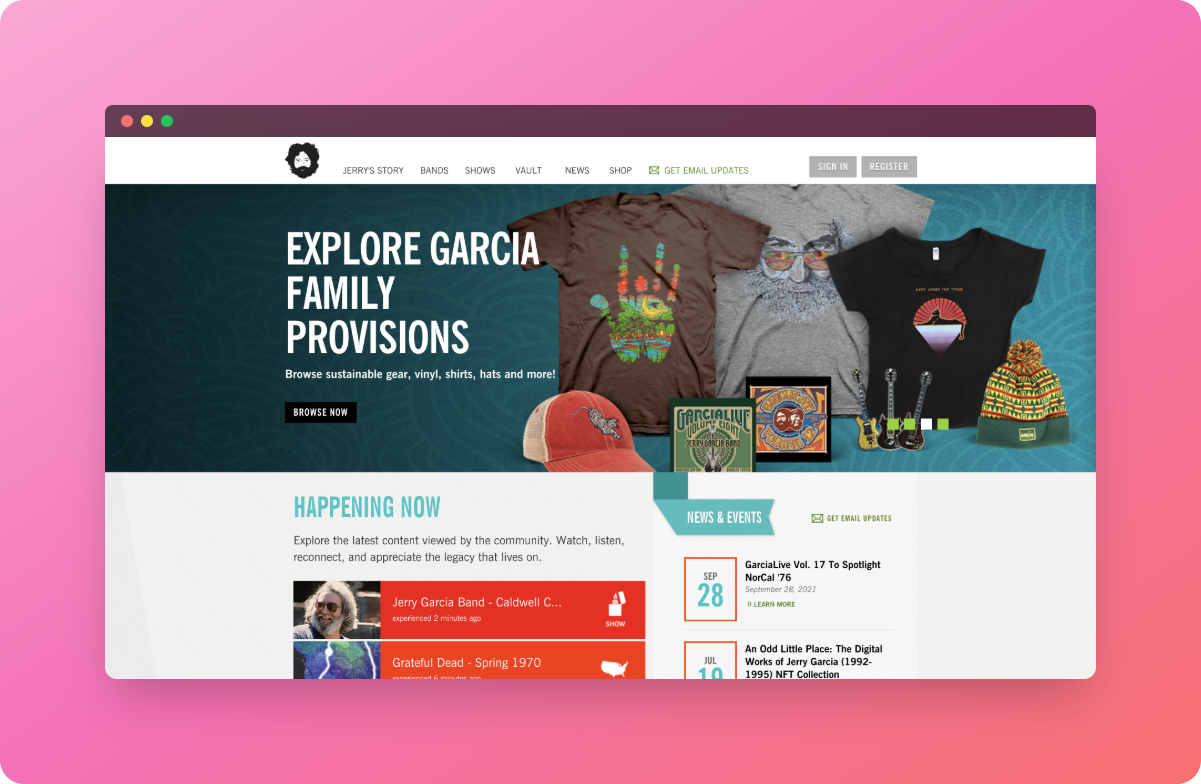 JERRY'S STORY BANDS SHOWS VAULT NEWS SHOP GET EMAIL UPDATES SIGN IN REGISTER
EXPLORE GARCIA
FAMILY
PROVISIONS
Browse sustainable gear, vinyl, shirts, hats and more!
BROWSE NOW
GARCIALIVE
VOLUME EIGHT
JERRY GARCIA BAND
HAPPENING NOW
Explore the latest content viewed by the community. Watch, listen,
reconnect, and appreciate the legacy that lives on.
Jerry Garcia Band - Caldwell C...
experienced 2 minutes ago
SHOW
Grateful Dead - Spring 1970
experienced 6 minutes ago
NEWS & EVENTS
GET EMAIL UPDATES
SEP
28
GarciaLive Vol. 17 To Spotlight
NorCal '76
September 28, 2021
» LEARN MORE
JUL
19
An Odd Little Place: The Digital
Works of Jerry Garcia (1992-
1995) NFT Collection